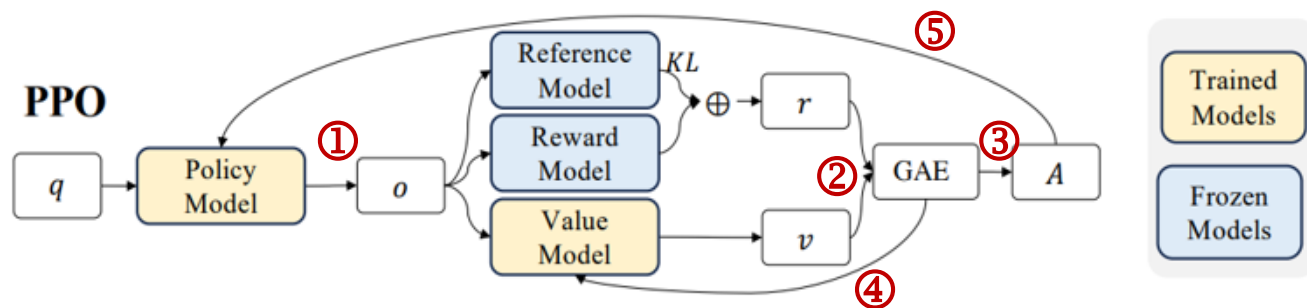 PPO
q
Policy
Model
①
o
Reference
Model
Reward
Model
Value
Model
KL
⊕
r
v
②
GAE
③
A
④
⑤
Trained
Models
Frozen
Models